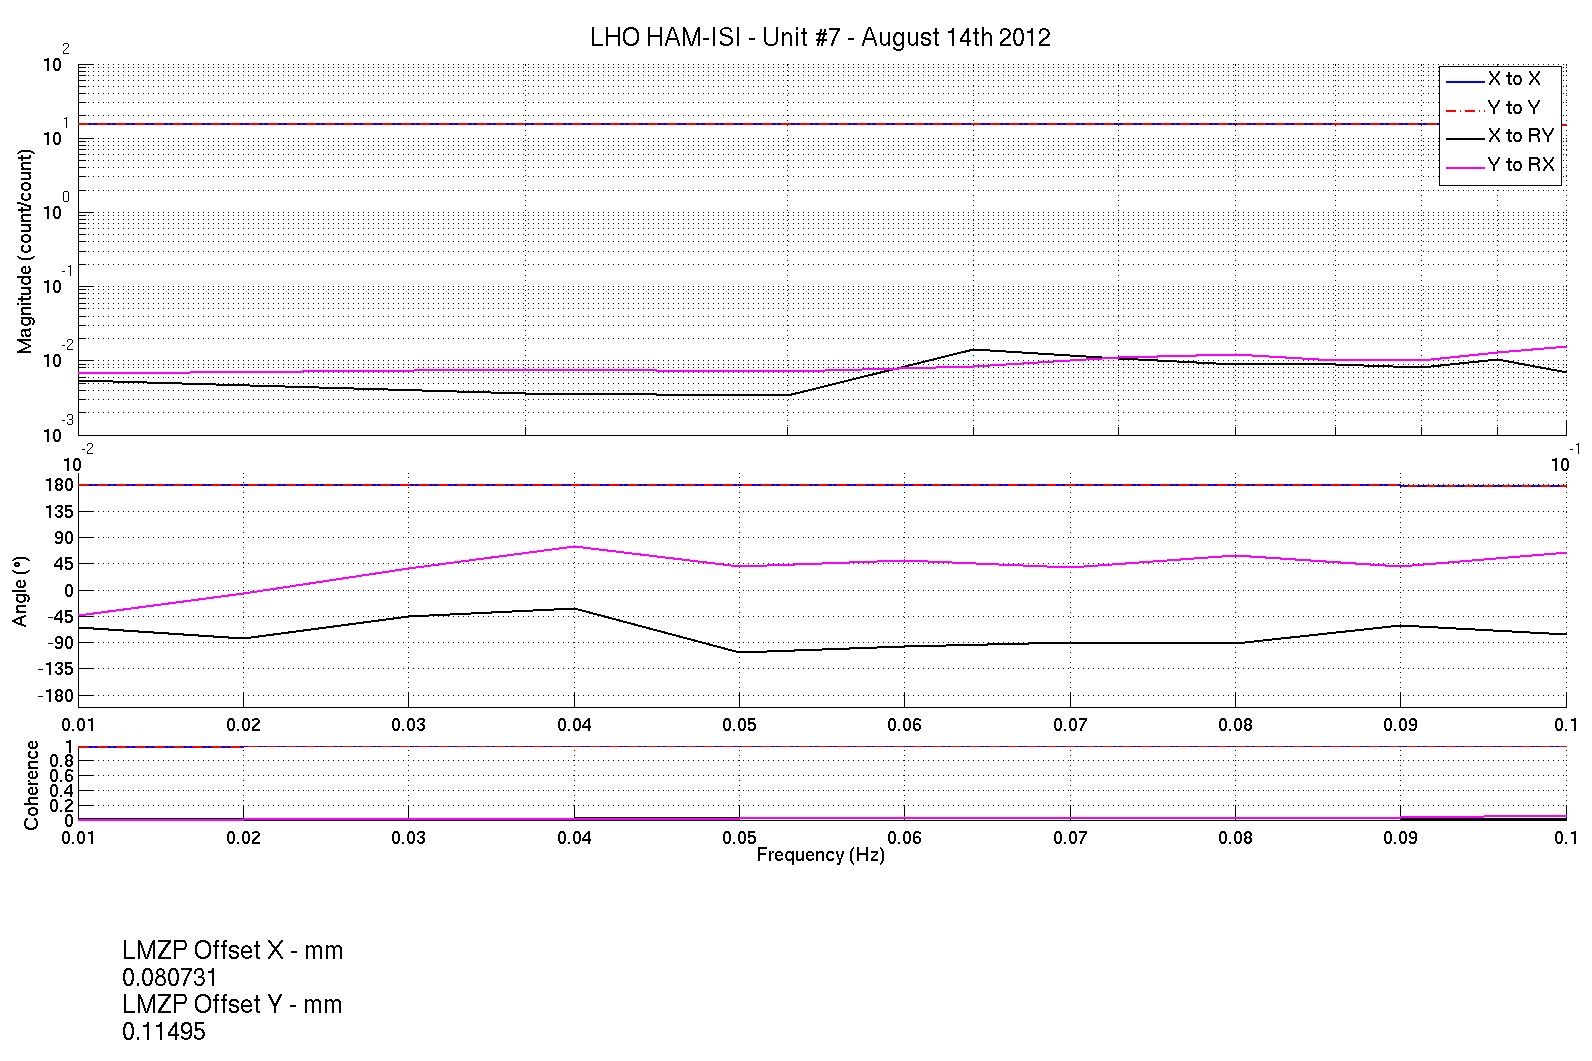 LHO HAM-ISI - Unit #7 - August 14th 2012
Magnitude (count/count)
10^2
10^1
10^0
10^-1
10^-2
10^-3
X to X
Y to Y
X to RY
Y to RX
10^-2 10^-1
Angle (°)
180
135
90
45
0
-45
-90
-135
-180
0.01 0.02 0.03 0.04 0.05 0.06 0.07 0.08 0.09 0.1
Coherence
1
0.8
0.6
0.4
0.2
0
0.01 0.02 0.03 0.04 0.05 0.06 0.07 0.08 0.09 0.1
Frequency (Hz)
LMZP Offset X - mm
0.080731
LMZP Offset Y - mm
0.11495